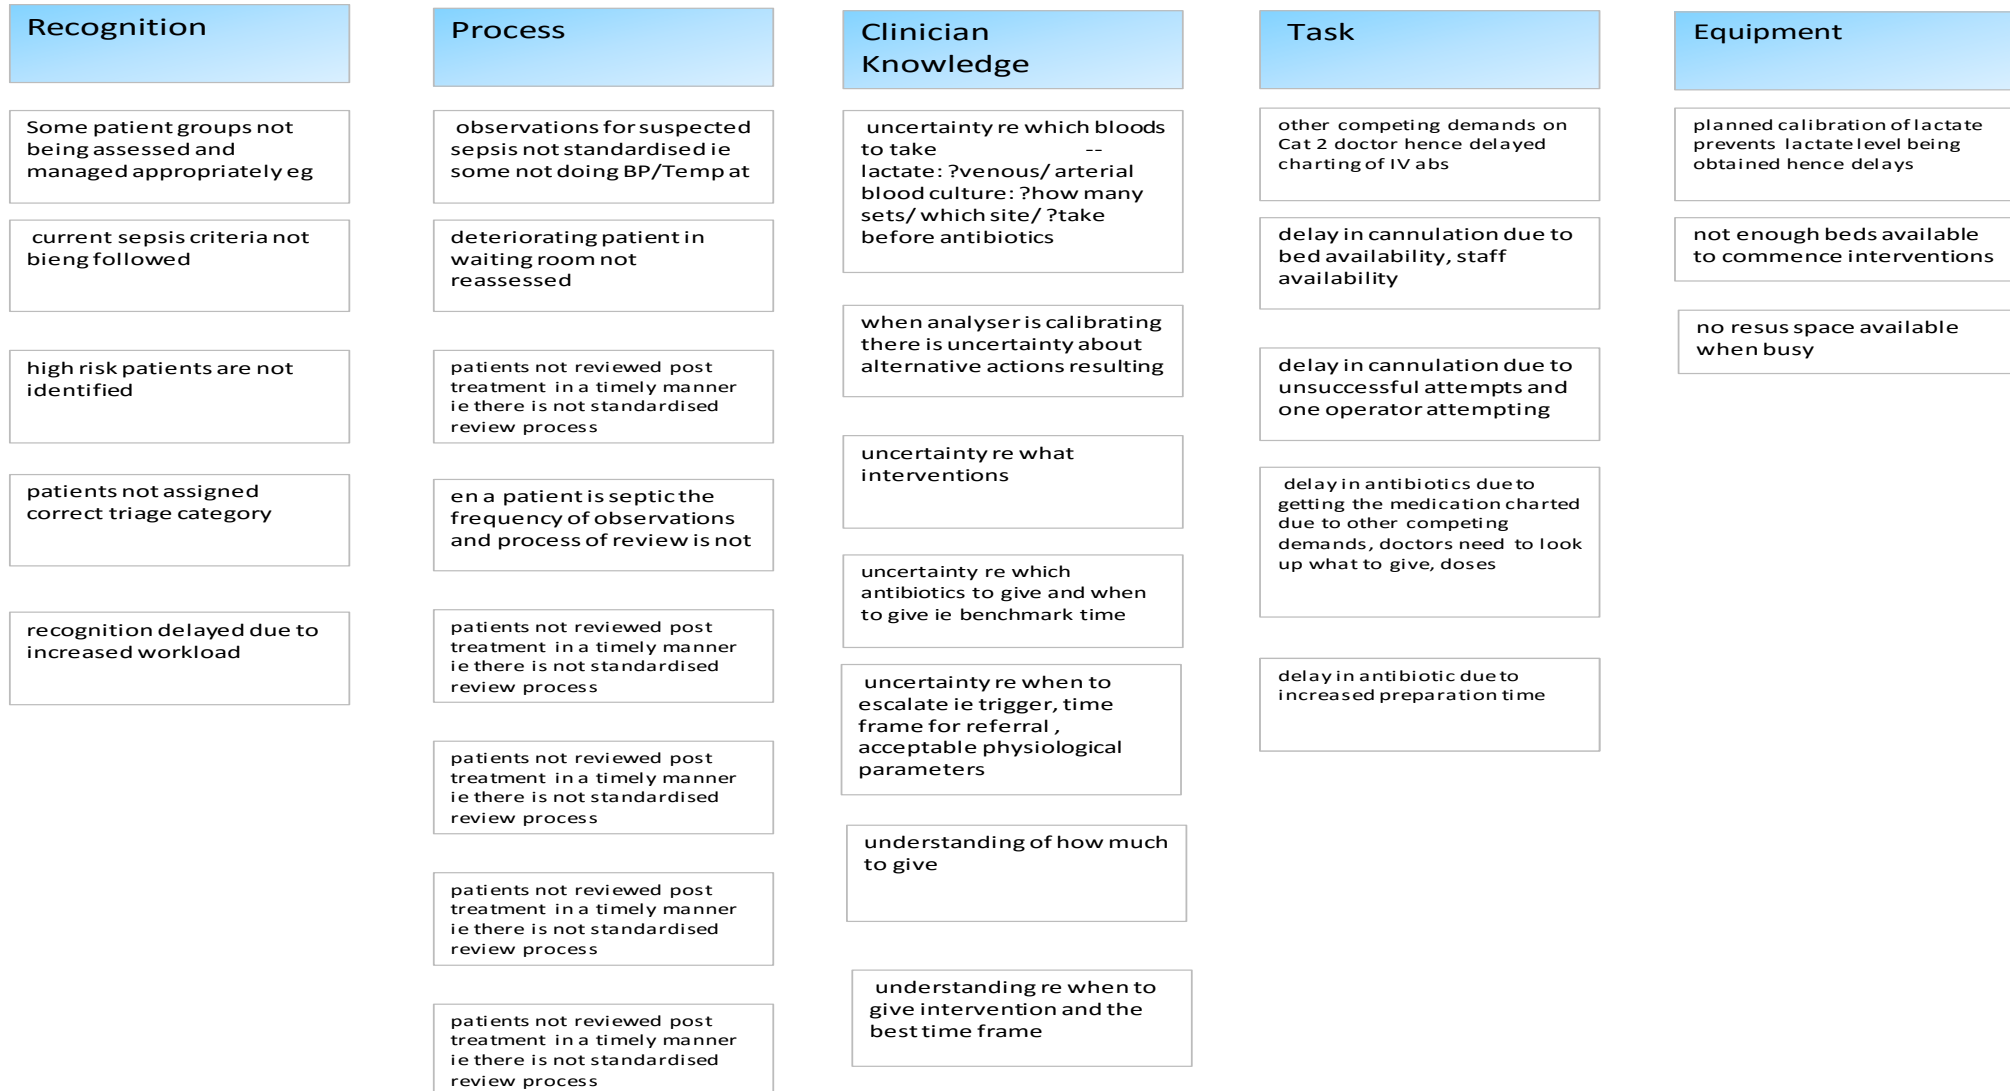 Recognition
Some patient groups not
being assessed and
managed appropriately eg
current sepsis criteria not
bieng followed
high risk patients are not
identified
patients not assigned
correct triage category
recognition delayed due to
increased workload
Process
observations for suspected
sepsis not standardised ie
some not doing BP/Temp at
deteriorating patient in
waiting room not
reassessed
patients not reviewed post
treatment in a timely manner
ie there is not standardised
review process
en a patient is septic the
frequency of observations
and process of review is not
patients not reviewed post
treatment in a timely manner
ie there is not standardised
review process
patients not reviewed post
treatment in a timely manner
ie there is not standardised
review process
patients not reviewed post
treatment in a timely manner
ie there is not standardised
review process
patients not reviewed post
treatment in a timely manner
ie there is not standardised
review process
Clinician
Knowledge
uncertainty re which bloods
to take --
lactate: ?venous/ arterial
blood culture: ?how many
sets/ which site/ ?take
before antibiotics
when analyser is calibrating
there is uncertainty about
alternative actions resulting
uncertainty re what
interventions
uncertainty re which
antibiotics to give and when
to give ie benchmark time
uncertainty re when to
escalate ie trigger, time
frame for referral ,
acceptable physiological
parameters
understanding of how much
to give
understanding re when to
give intervention and the
best time frame
Task
other competing demands on
Cat 2 doctor hence delayed
charting of IV abs
delay in cannulation due to
bed availability, staff
availability
delay in cannulation due to
unsuccessful attempts and
one operator attempting
delay in antibiotics due to
getting the medication charted
due to other competing
demands, doctors need to look
up what to give, doses
delay in antibiotic due to
increased preparation time
Equipment
planned calibration of lactate
prevents lactate level being
obtained hence delays
not enough beds available
to commence interventions
no resus space available
when busy